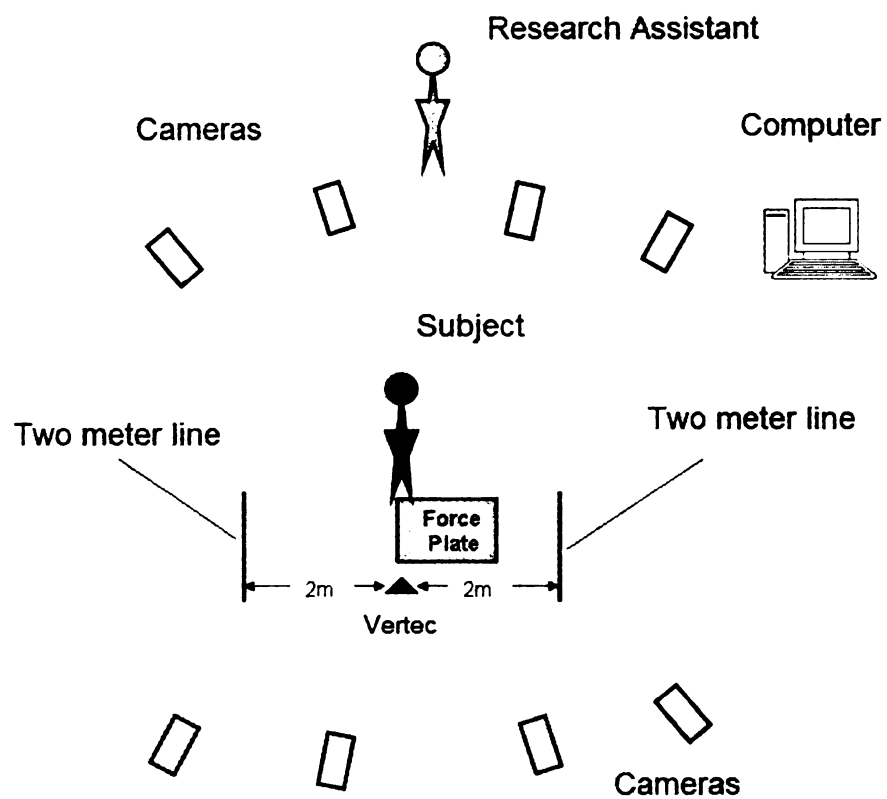 Research Assistant
Cameras
Computer
Subject
Two meter line
Two meter line
Force
Plate
2m
2m
Vertec
Cameras